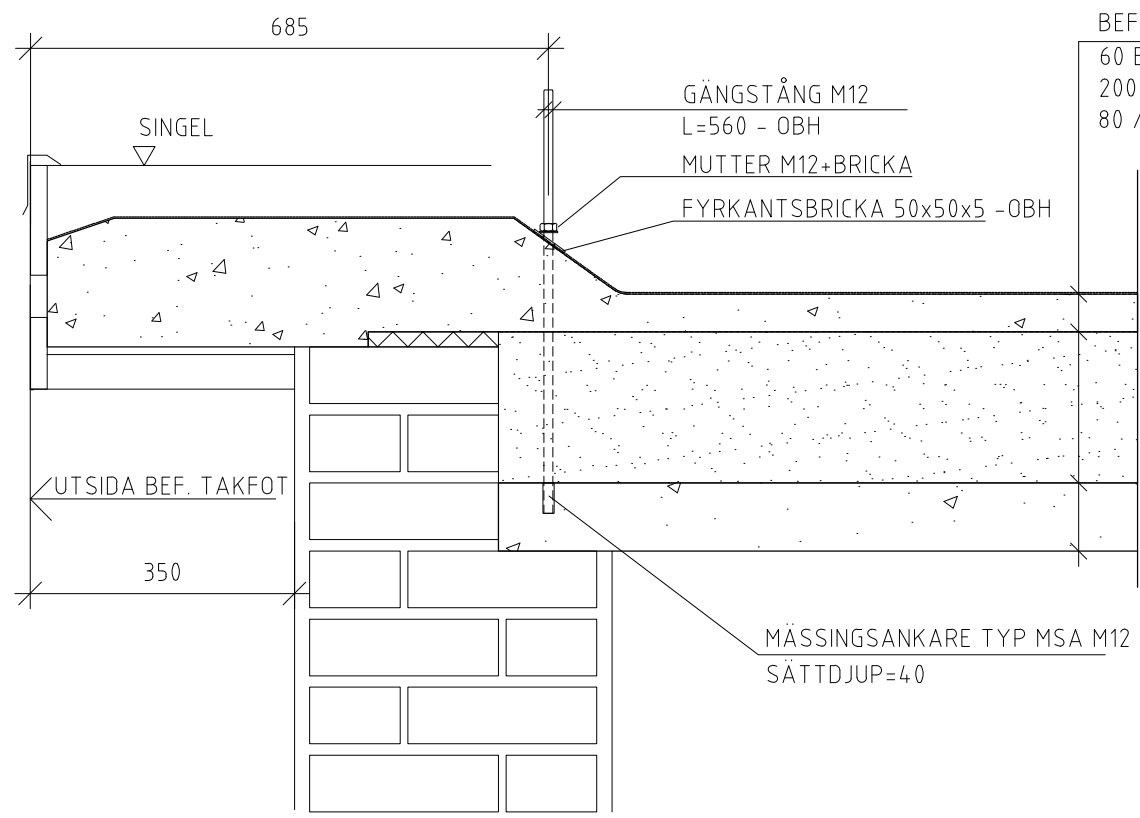 685
BEF
60 B
200
80 /
GÄNGSTÅNG M12
L=560 - OBH
SINGEL
MUTTER M12+BRICKA
FYRKANTSBRICKA 50x50x5 -OBH
UTSIDA BEF. TAKFOT
350
MÄSSINGSANKARE TYP MSA M12
SÄTTDJUP=40